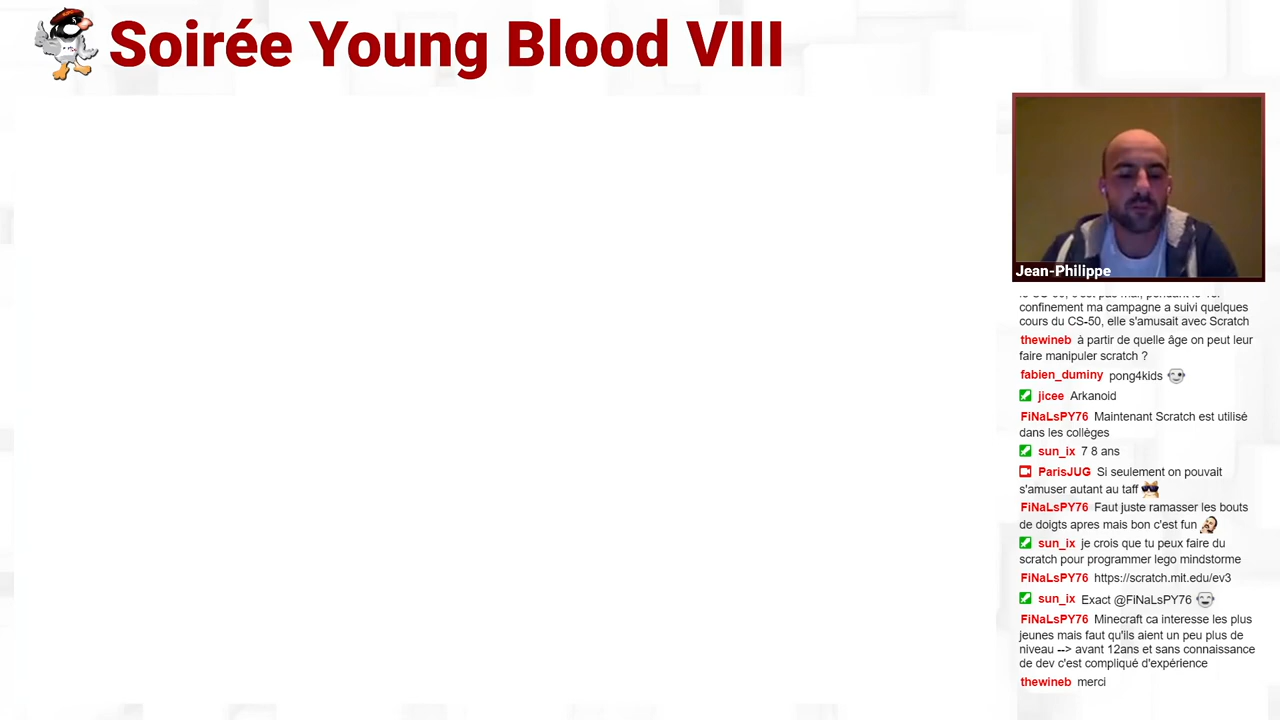 Soirée Young Blood VIII
Jean-Philippe
confinement ma campagne a suivi quelques
cours du CS-50, elle s'amusait avec Scratch
thewineb à partir de quelle âge on peut leur
faire manipuler scratch ?
fabien_duminy pong4kids
jicee Arkanoid
FiNaLsPY76 Maintenant Scratch est utilisé
dans les collèges
sun_ix 7 8 ans
ParisJUG Si seulement on pouvait
s'amuser autant au taff
FiNaLsPY76 Faut juste ramasser les bouts
de doigts apres mais bon c'est fun
sun_ix je crois que tu peux faire du
scratch pour programmer lego mindstorme
FiNaLsPY76 https://scratch.mit.edu/ev3
sun_ix Exact @FiNaLsPY76
FiNaLsPY76 Minecraft ca interesse les plus
jeunes mais faut qu'ils aient un peu plus de
niveau --> avant 12ans et sans connaissance
de dev c'est compliqué d'expérience
thewineb merci